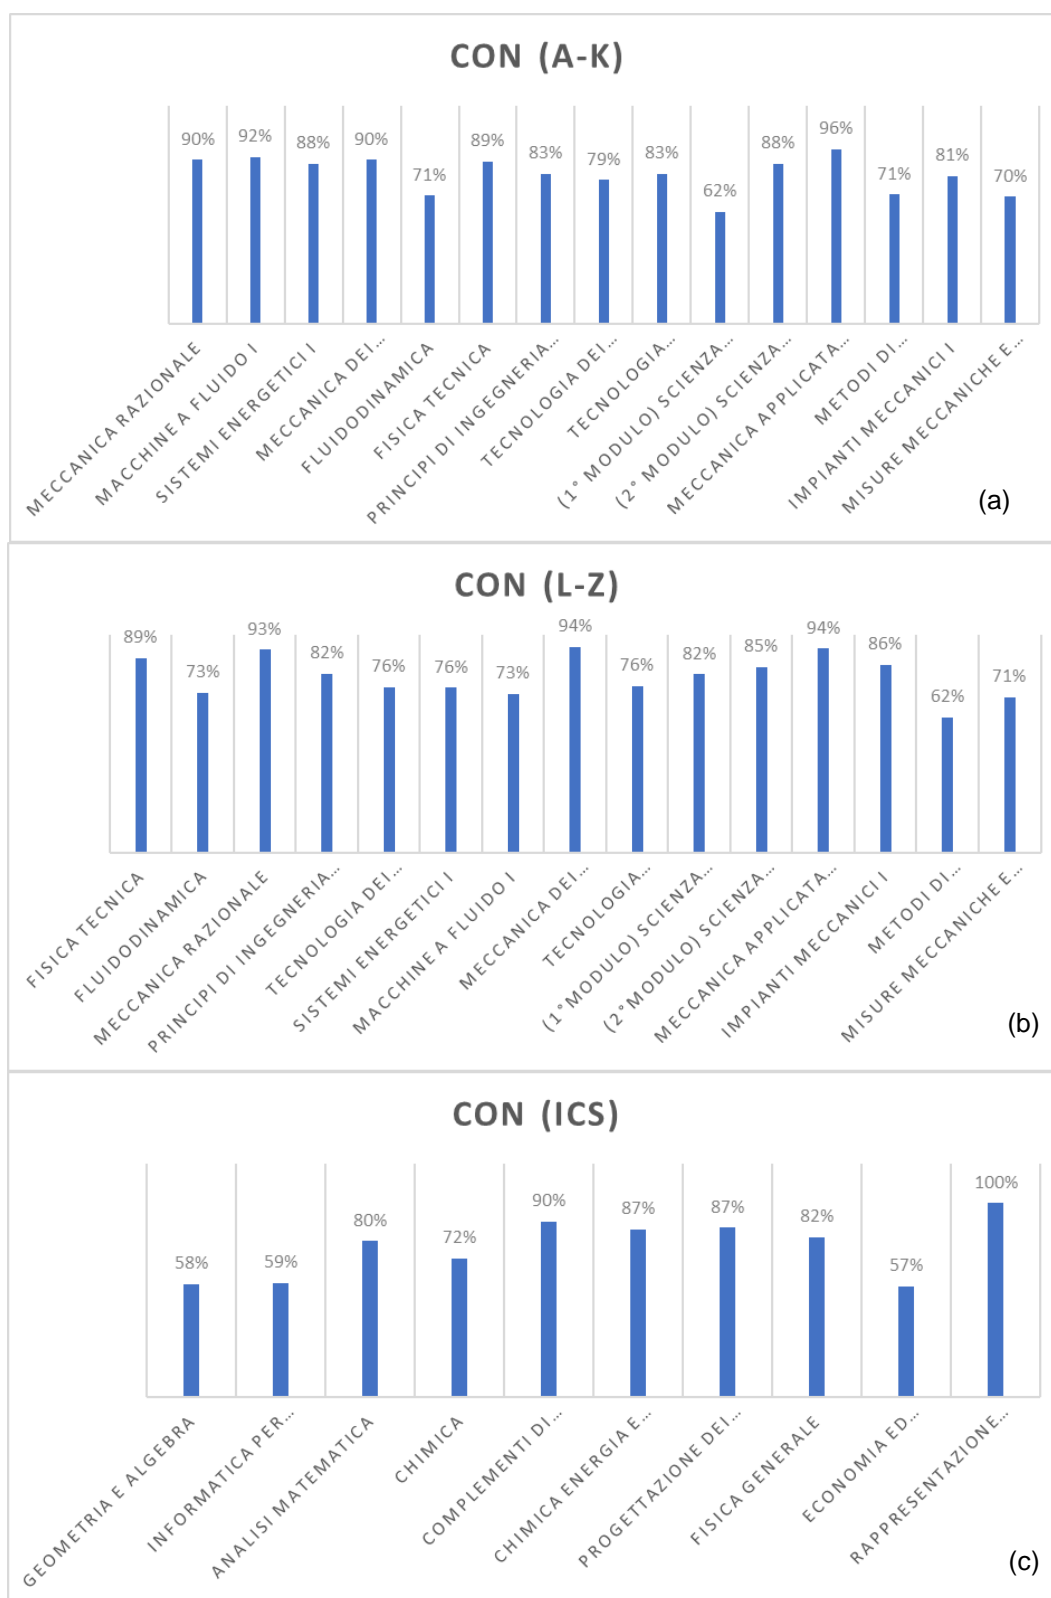 CON (A-K)
90%
92%
88%
90%
71%
89%
83%
79%
83%
62%
88%
96%
71%
81%
70%
MECCANICA RAZIONALE
MACCHINE A FLUIDO I
SISTEMI ENERGETICI I
MECCANICA DEI…
FLUIDODINAMICA
FISICA TECNICA
PRINCIPI DI INGEGNERIA…
TECNOLOGIA DEI…
TECNOLOGIA…
(1° MODULO) SCIENZA…
(2° MODULO) SCIENZA…
MECCANICA APPLICATA…
METODI DI…
IMPIANTI MECCANICI I
MISURE MECCANICHE E…
(a)
CON (L-Z)
89%
73%
93%
82%
76%
76%
73%
94%
76%
82%
85%
94%
86%
62%
71%
FISICA TECNICA
FLUIDODINAMICA
MECCANICA RAZIONALE
PRINCIPI DI INGEGNERIA…
TECNOLOGIA DEI…
SISTEMI ENERGETICI I
MACCHINE A FLUIDO I
MECCANICA DEI…
TECNOLOGIA…
(1°MODULO) SCIENZA…
(2°MODULO) SCIENZA…
MECCANICA APPLICATA…
IMPIANTI MECCANICI I
METODI DI…
MISURE MECCANICHE E…
(b)
CON (ICS)
58%
59%
80%
72%
90%
87%
87%
82%
57%
100%
GEOMETRIA E ALGEBRA
INFORMATICA PER…
ANALISI MATEMATICA
CHIMICA
COMPLEMENTI DI…
CHIMICA ENERGIA E…
PROGETTAZIONE DEI…
FISICA GENERALE
ECONOMIA ED…
RAPPRESENTAZIONE…
(c)